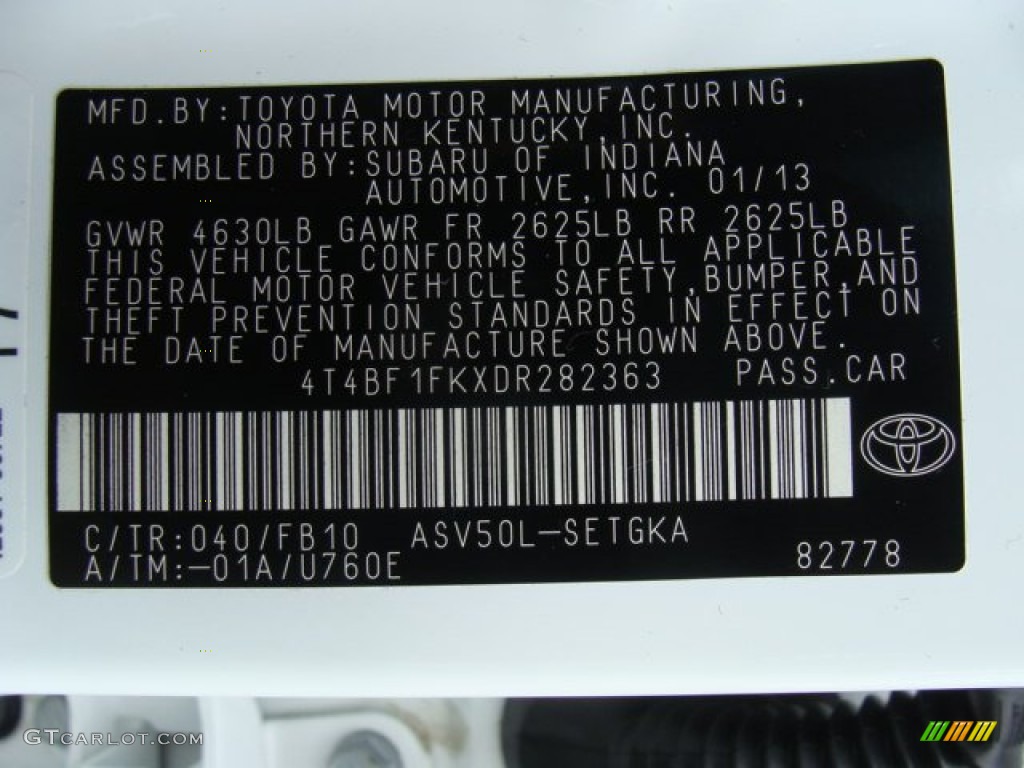 MFD.BY:TOYOTA MOTOR MANUFACTURING,
NORTHERN KENTUCKY,INC.
ASSEMBLED BY:SUBARU OF INDIANA
AUTOMOTIVE,INC. 01/13
GVWR 4630LB GAWR FR 2625LB RR 2625LB
THIS VEHICLE CONFORMS TO ALL APPLICABLE
FEDERAL MOTOR VEHICLE SAFETY,BUMPER,AND
THEFT PREVENTION STANDARDS IN EFFECT ON
THE DATE OF MANUFACTURE SHOWN ABOVE.
4T4BF1FKXDR282363 PASS.CAR
C/TR:040/FB10 ASV50L-SETGKA
A/TM:-01A/U760E 82778
GTCARLOT.COM